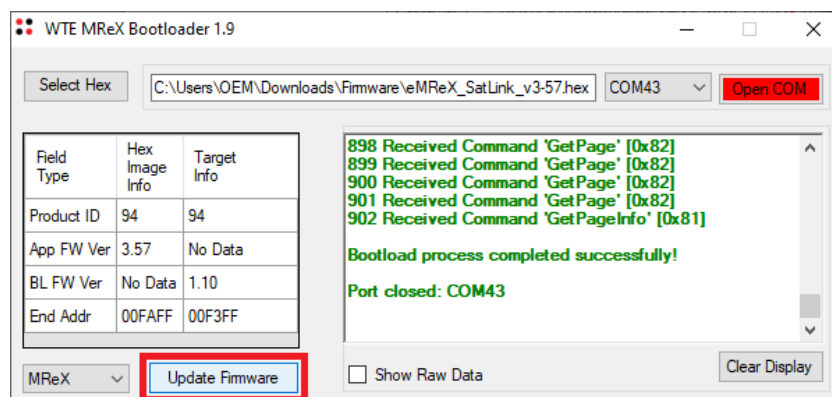 WTE MReX Bootloader 1.9
Select Hex
C:\Users\OEM\Downloads\Firmware\eMReX_SatLink_v3-57.hex
COM43
Open COM
Field Type
Hex Image Info
Target Info
Product ID 94 94
App FW Ver 3.57 No Data
BL FW Ver No Data 1.10
End Addr 00FAFF 00F3FF
898 Received Command 'GetPage' [0x82]
899 Received Command 'GetPage' [0x82]
900 Received Command 'GetPage' [0x82]
901 Received Command 'GetPage' [0x82]
902 Received Command 'GetPageInfo' [0x81]
Bootload process completed successfully!
Port closed: COM43
MReX
Update Firmware
Show Raw Data
Clear Display